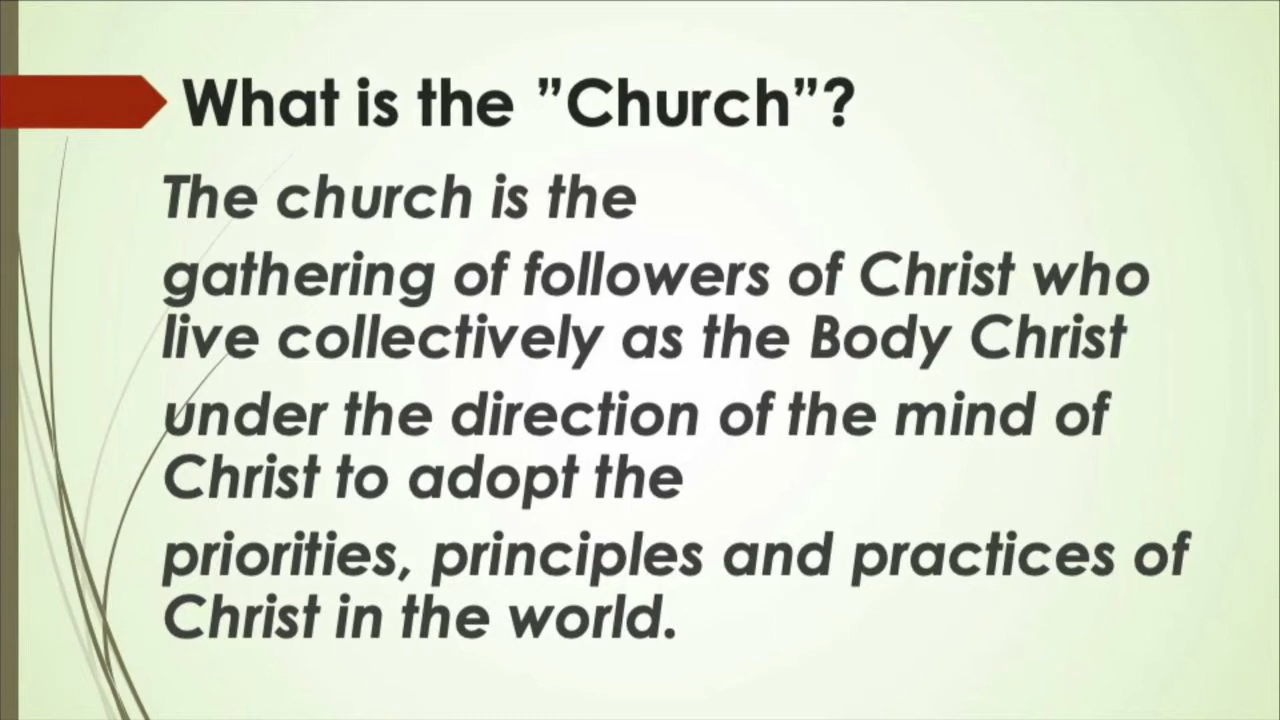 What is the ”Church”?
The church is the
gathering of followers of Christ who
live collectively as the Body Christ
under the direction of the mind of
Christ to adopt the
priorities, principles and practices of
Christ in the world.